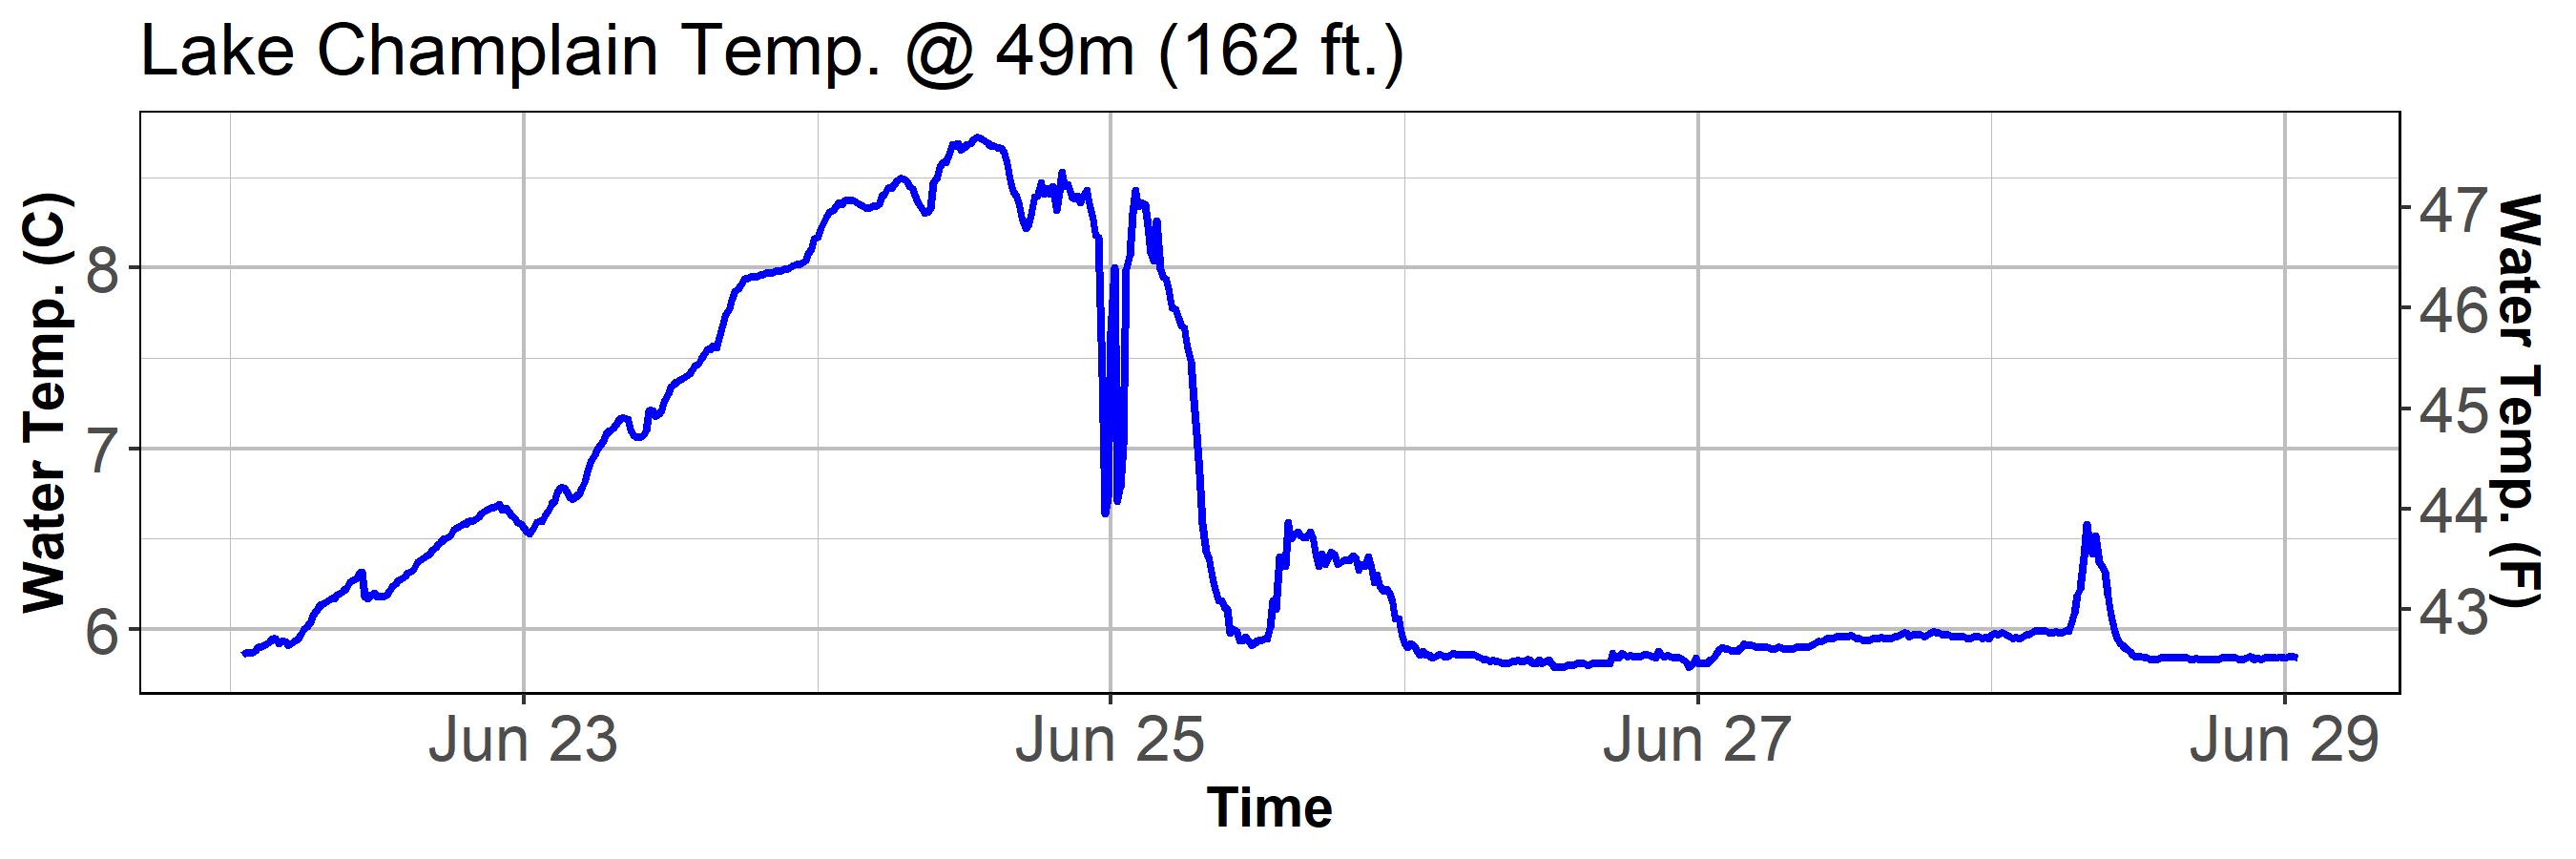 Lake Champlain Temp. @ 49m (162 ft.)
Water Temp. (C)
8
7
6
47
46
45
44
43
Water Temp. (F)
Jun 23
Jun 25
Jun 27
Jun 29
Time